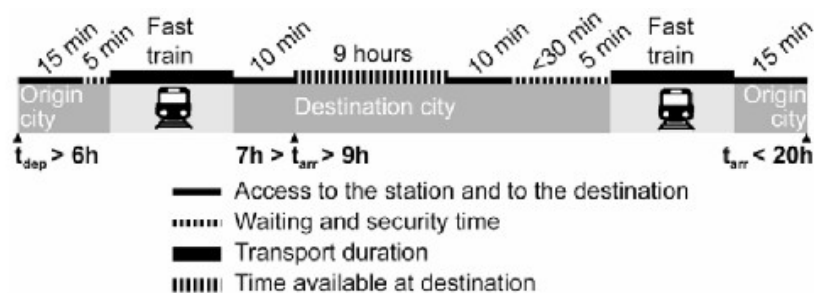 15 min
5 min
Fast train
10 min
9 hours
10 min
<30 min
5 min
Fast train
15 min
Origin city
Destination city
Origin city
t_dep > 6h
7h > t_arr > 9h
t_arr < 20h
Access to the station and to the destination
Waiting and security time
Transport duration
Time available at destination